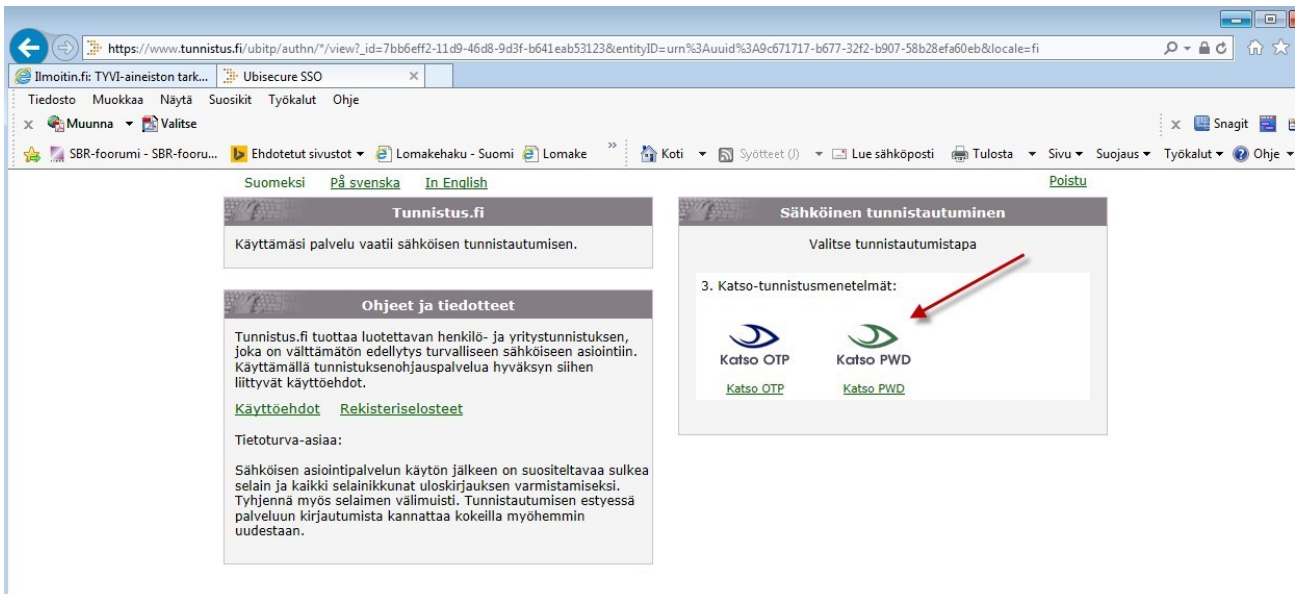 https://www.tunnistus.fi/ubitp/authn/*/view?_id=7bb6eff2-11d9-46d8-9d3f-b641eab53123&entityID=urn%3Auuid%3A9c671717-b677-32f2-b907-58b28efa60eb&locale=fi
Ilmoitin.fi: TYVI-aineiston tark... Ubisecure SSO
Tiedosto Muokkaa Näytä Suosikit Työkalut Ohje
x Muunna Valitse x Snagit
SBR-foorumi - SBR-fooru... Ehdotetut sivustot Lomakehaku - Suomi Lomake » Koti Syötteet (J) Lue sähköposti Tulosta Sivu Suojaus Työkalut Ohje
Suomeksi På svenska In English Poistu
Tunnistus.fi
Käyttämäsi palvelu vaatii sähköisen tunnistautumisen.
Ohjeet ja tiedotteet
Tunnistus.fi tuottaa luotettavan henkilö- ja yritystunnistuksen,
joka on välttämätön edellytys turvalliseen sähköiseen asiointiin.
Käyttämällä tunnistuksenohjauspalvelua hyväksyn siihen
liittyvät käyttöehdot.
Käyttöehdot Rekisteriselosteet
Tietoturva-asiaa:
Sähköisen asiointipalvelun käytön jälkeen on suositeltavaa sulkea
selain ja kaikki selainikkunat uloskirjauksen varmistamiseksi.
Tyhjennä myös selaimen välimuisti. Tunnistautumisen estyessä
palveluun kirjautumista kannattaa kokeilla myöhemmin
uudestaan.
Sähköinen tunnistautuminen
Valitse tunnistautumistapa
3. Katso-tunnistusmenetelmät:
Katso OTP Katso PWD
Katso OTP Katso PWD